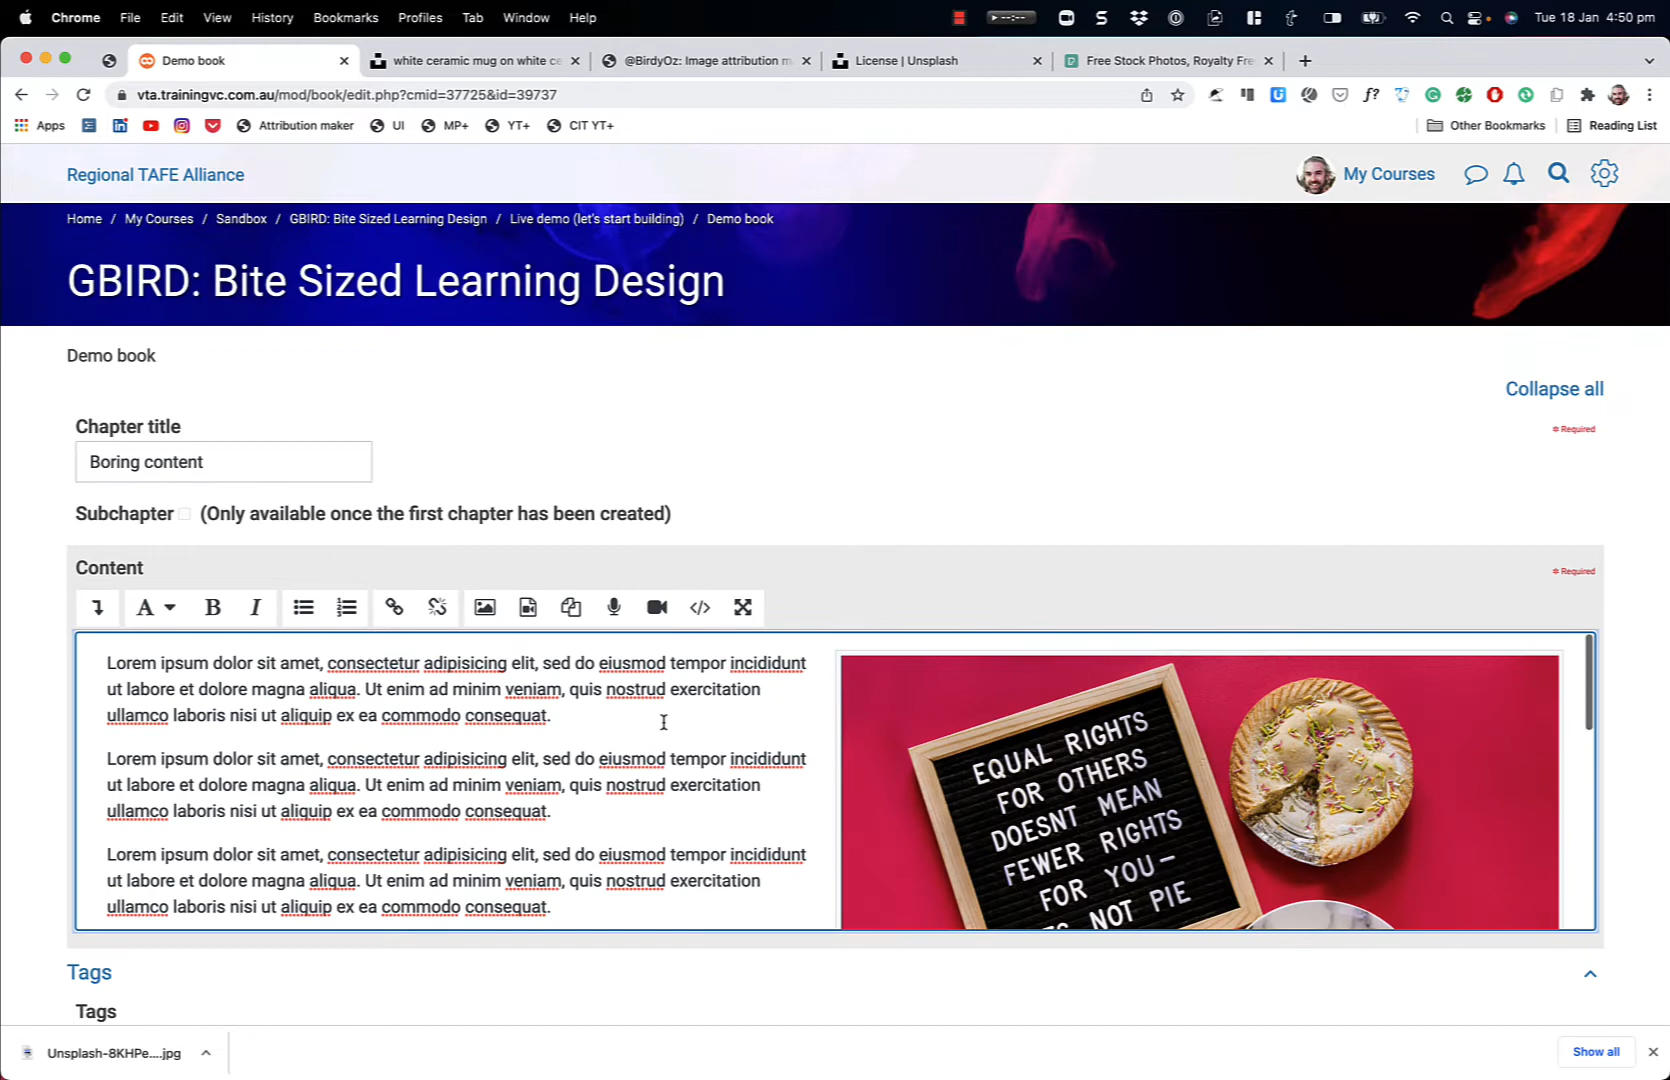 Chrome File Edit View History Bookmarks Profiles Tab Window Help Tue 18 Jan 4:50 pm
Demo book white ceramic mug on white ce @BirdyOz: Image attribution m License | Unsplash Free Stock Photos, Royalty Fre
vta.trainingvc.com.au/mod/book/edit.php?cmid=37725&id=39737
Apps Attribution maker UI MP+ YT+ CIT YT+ Other Bookmarks Reading List
Regional TAFE Alliance My Courses
Home / My Courses / Sandbox / GBIRD: Bite Sized Learning Design / Live demo (let's start building) / Demo book
GBIRD: Bite Sized Learning Design
Demo book
Collapse all
Chapter title
Required
Boring content
Subchapter (Only available once the first chapter has been created)
Content
Required
Lorem ipsum dolor sit amet, consectetur adipisicing elit, sed do eiusmod tempor incididunt
ut labore et dolore magna aliqua. Ut enim ad minim veniam, quis nostrud exercitation
ullamco laboris nisi ut aliquip ex ea commodo consequat.
Lorem ipsum dolor sit amet, consectetur adipisicing elit, sed do eiusmod tempor incididunt
ut labore et dolore magna aliqua. Ut enim ad minim veniam, quis nostrud exercitation
ullamco laboris nisi ut aliquip ex ea commodo consequat.
Lorem ipsum dolor sit amet, consectetur adipisicing elit, sed do eiusmod tempor incididunt
ut labore et dolore magna aliqua. Ut enim ad minim veniam, quis nostrud exercitation
ullamco laboris nisi ut aliquip ex ea commodo consequat.
EQUAL RIGHTS
FOR OTHERS
DOESNT MEAN
FEWER RIGHTS
FOR YOU —
NOT PIE
Tags
Tags
Unsplash-8KHPe....jpg Show all